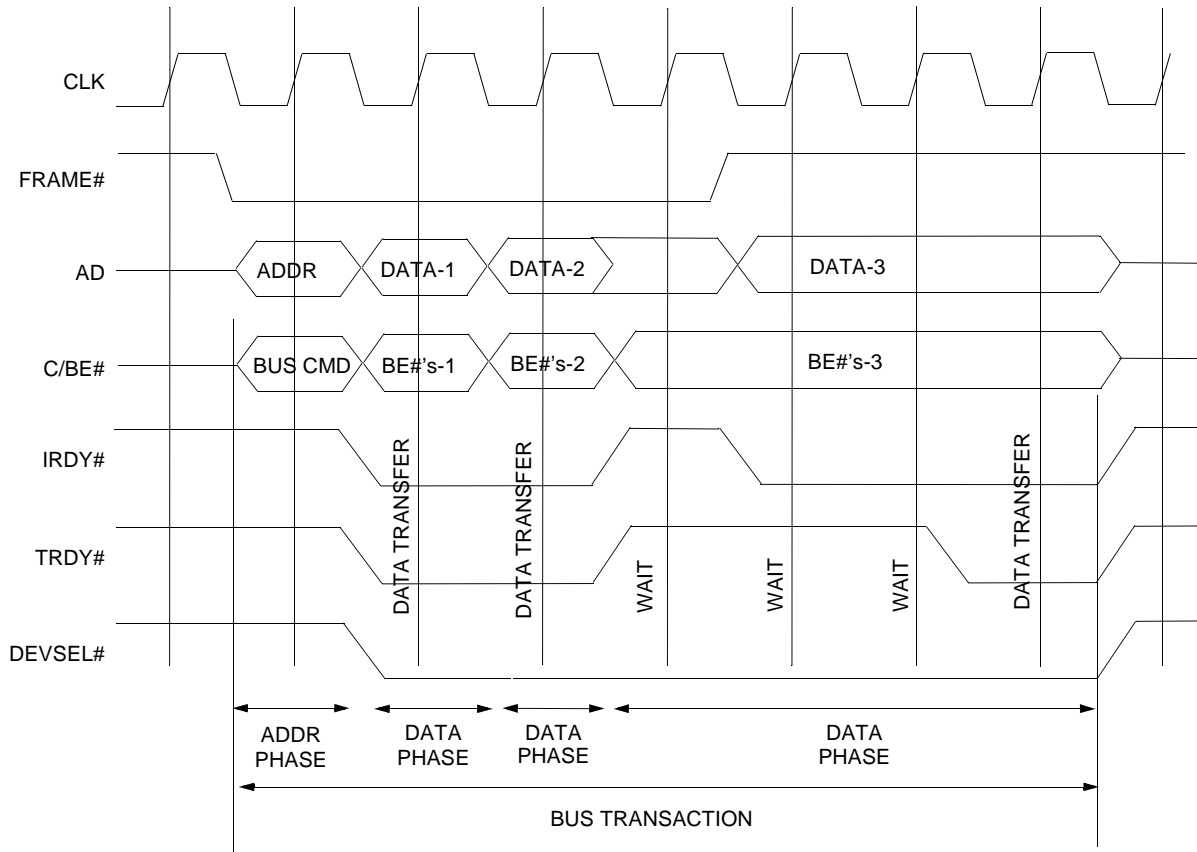 CLK
FRAME#
AD
ADDR
DATA-1
DATA-2
DATA-3
C/BE#
BUS CMD
BE#'s-1
BE#'s-2
BE#'s-3
IRDY#
TRDY#
DATA TRANSFER
DATA TRANSFER
WAIT
WAIT
WAIT
DATA TRANSFER
DEVSEL#
ADDR
PHASE
DATA
PHASE
DATA
PHASE
DATA
PHASE
BUS TRANSACTION